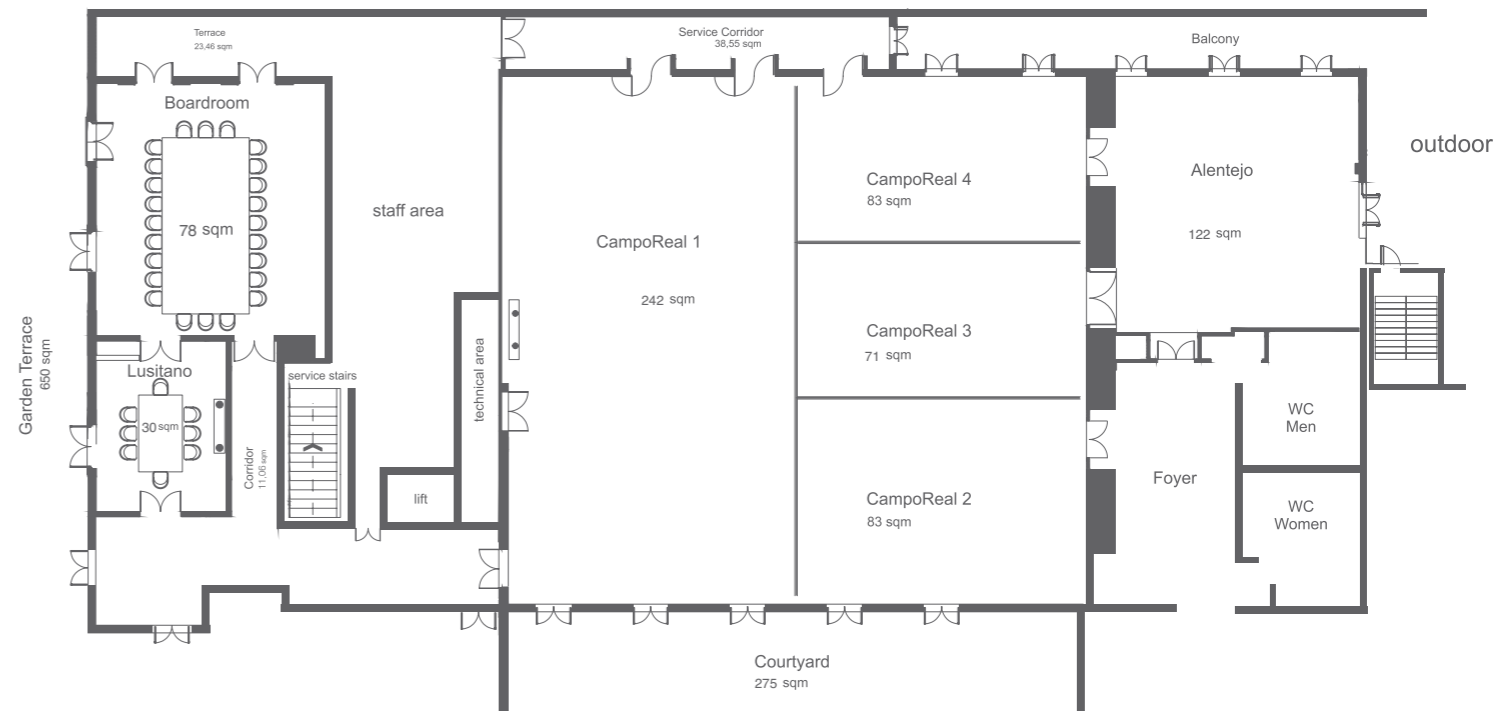 Terrace
23,46 sqm
Service Corridor
38,55 sqm
Balcony
Boardroom
78 sqm
staff area
CampoReal 1
242 sqm
CampoReal 4
83 sqm
Alentejo
122 sqm
outdoor
CampoReal 3
71 sqm
Garden Terrace
650 sqm
Lusitano
30 sqm
service stairs
technical area
Corridor
11,06 sqm
lift
CampoReal 2
83 sqm
Foyer
WC
Men
WC
Women
Courtyard
275 sqm